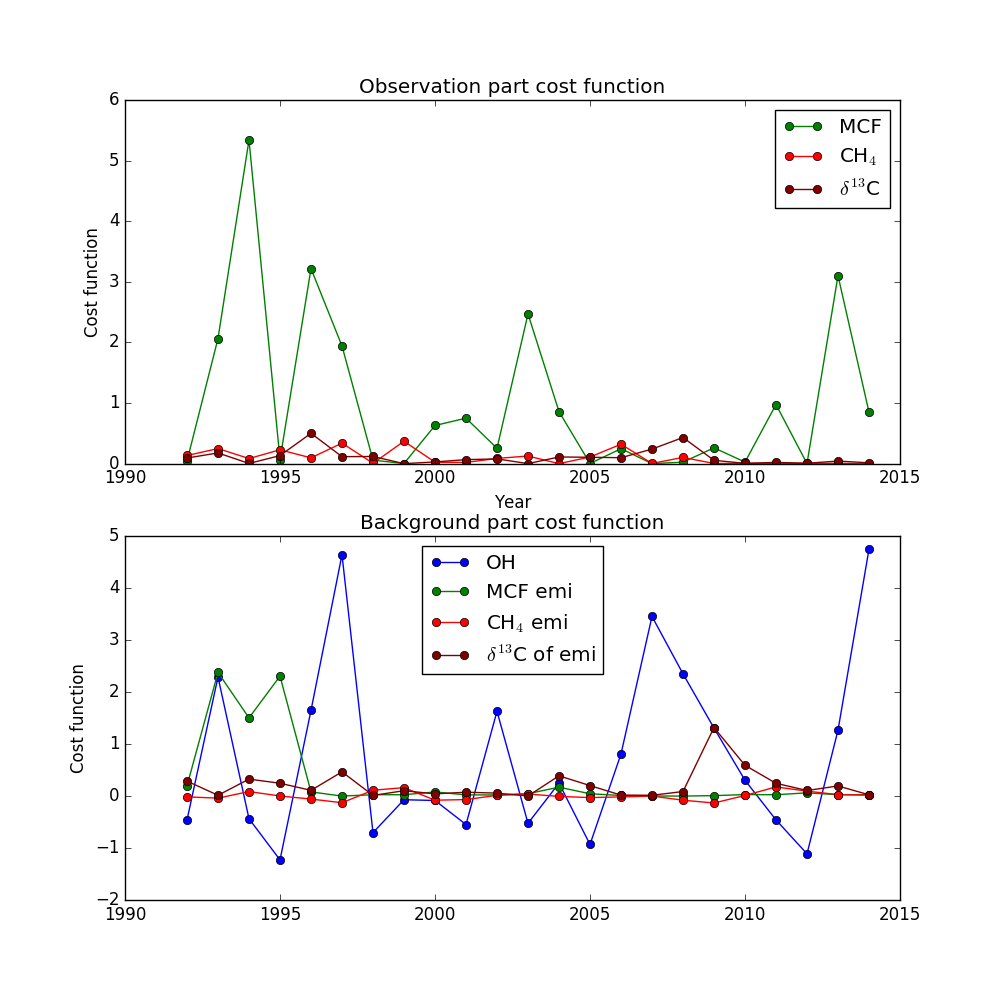 Observation part cost function
6
5
4
3
2
1
0
Cost function
MCF
CH₄
δ¹³C
1990 1995 2000 2005 2010 2015
Year
Background part cost function
5
4
3
2
1
0
−1
−2
Cost function
OH
MCF emi
CH₄ emi
δ¹³C of emi
1990 1995 2000 2005 2010 2015